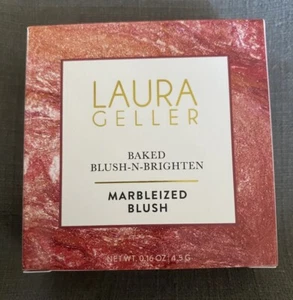 LAURA
GELLER
BAKED
BLUSH-N-BRIGHTEN
MARBLEIZED
BLUSH
NET WT. 0.16 OZ | 4.5 G